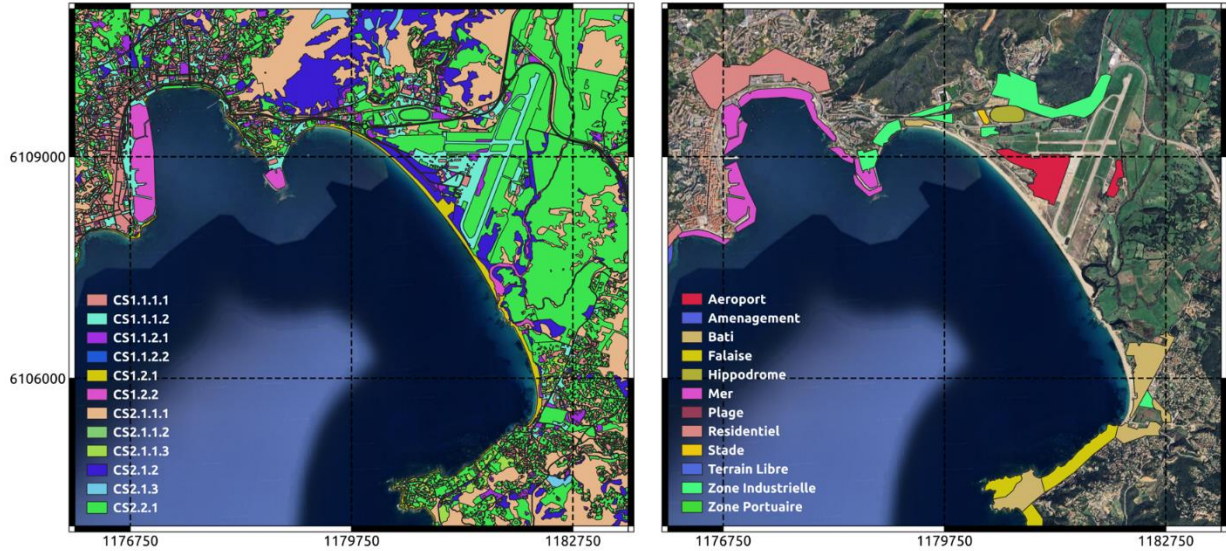 6109000
6106000
CS1.1.1.1
CS1.1.1.2
CS1.1.2.1
CS1.1.2.2
CS1.2.1
CS1.2.2
CS2.1.1.1
CS2.1.1.2
CS2.1.1.3
CS2.1.2
CS2.1.3
CS2.2.1
1176750
1179750
1182750
Aeroport
Amenagement
Bati
Falaise
Hippodrome
Mer
Plage
Residentiel
Stade
Terrain Libre
Zone Industrielle
Zone Portuaire
1176750
1179750
1182750